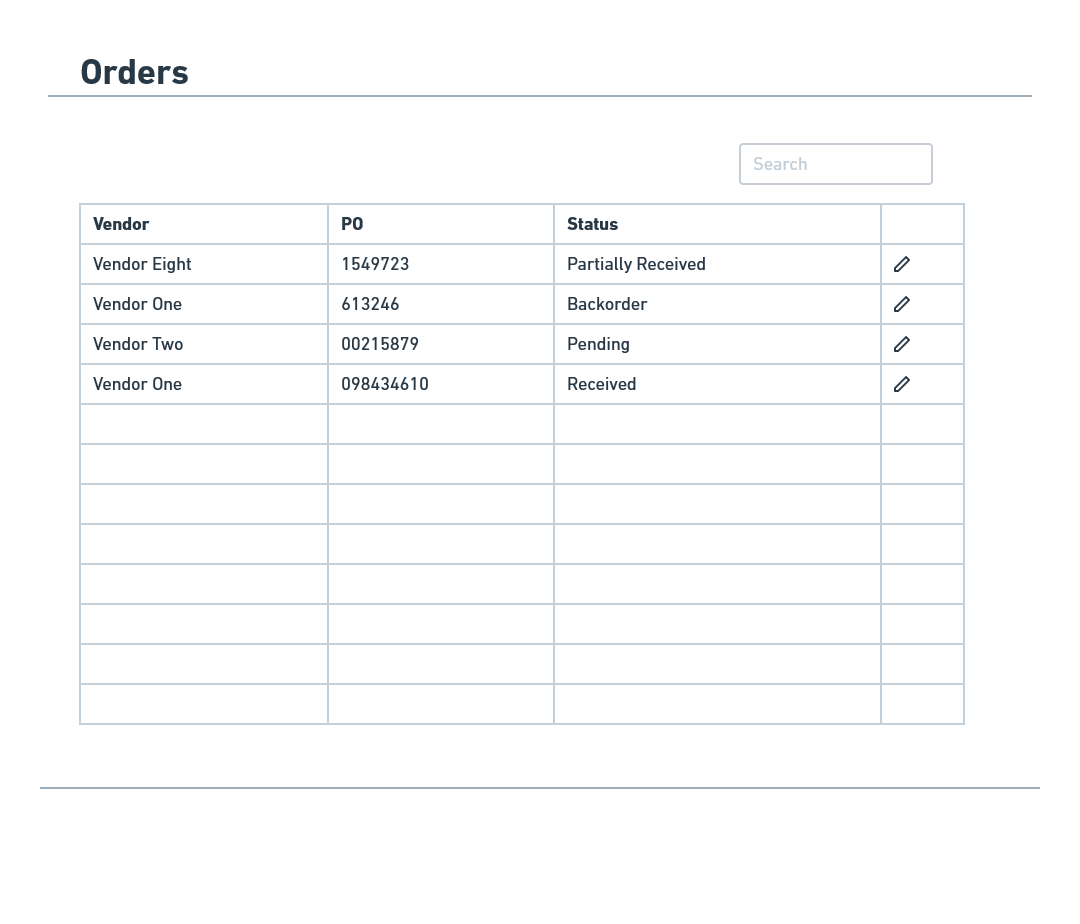 Orders
Search
Vendor PO Status
Vendor Eight 1549723 Partially Received
Vendor One 613246 Backorder
Vendor Two 00215879 Pending
Vendor One 098434610 Received